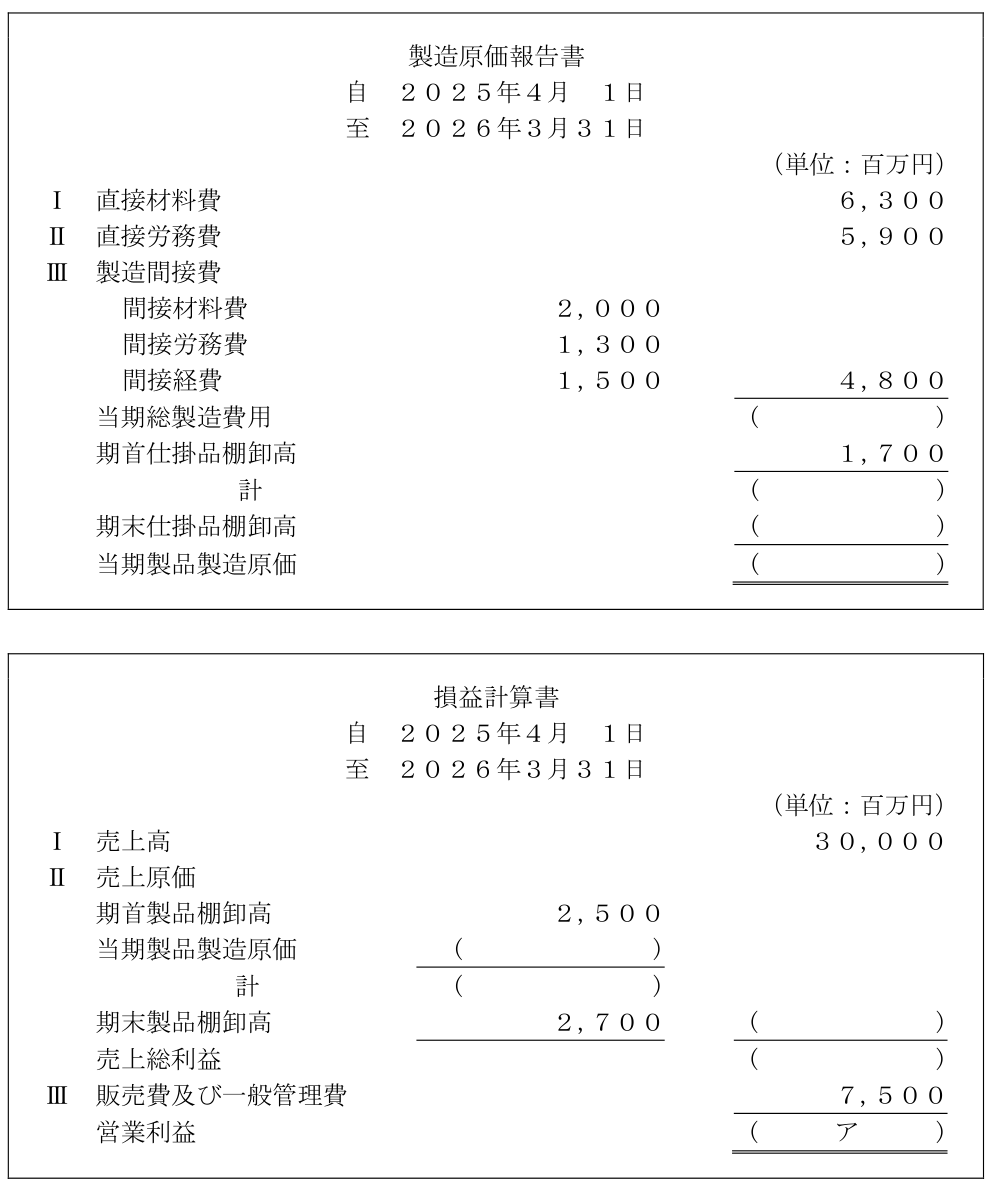 製造原価報告書
自　２０２５年４月　１日
至　２０２６年３月３１日
（単位：百万円）
Ⅰ　直接材料費　６，３００
Ⅱ　直接労務費　５，９００
Ⅲ　製造間接費
間接材料費　２，０００
間接労務費　１，３００
間接経費　１，５００　４，８００
当期総製造費用　（　　　）
期首仕掛品棚卸高　１，７００
計　（　　　）
期末仕掛品棚卸高　（　　　）
当期製品製造原価　（　　　）
損益計算書
自　２０２５年４月　１日
至　２０２６年３月３１日
（単位：百万円）
Ⅰ　売上高　３０，０００
Ⅱ　売上原価
期首製品棚卸高　２，５００
当期製品製造原価　（　　　）
計　（　　　）
期末製品棚卸高　２，７００　（　　　）
売上総利益　（　　　）
Ⅲ　販売費及び一般管理費　７，５００
営業利益　（　ア　）